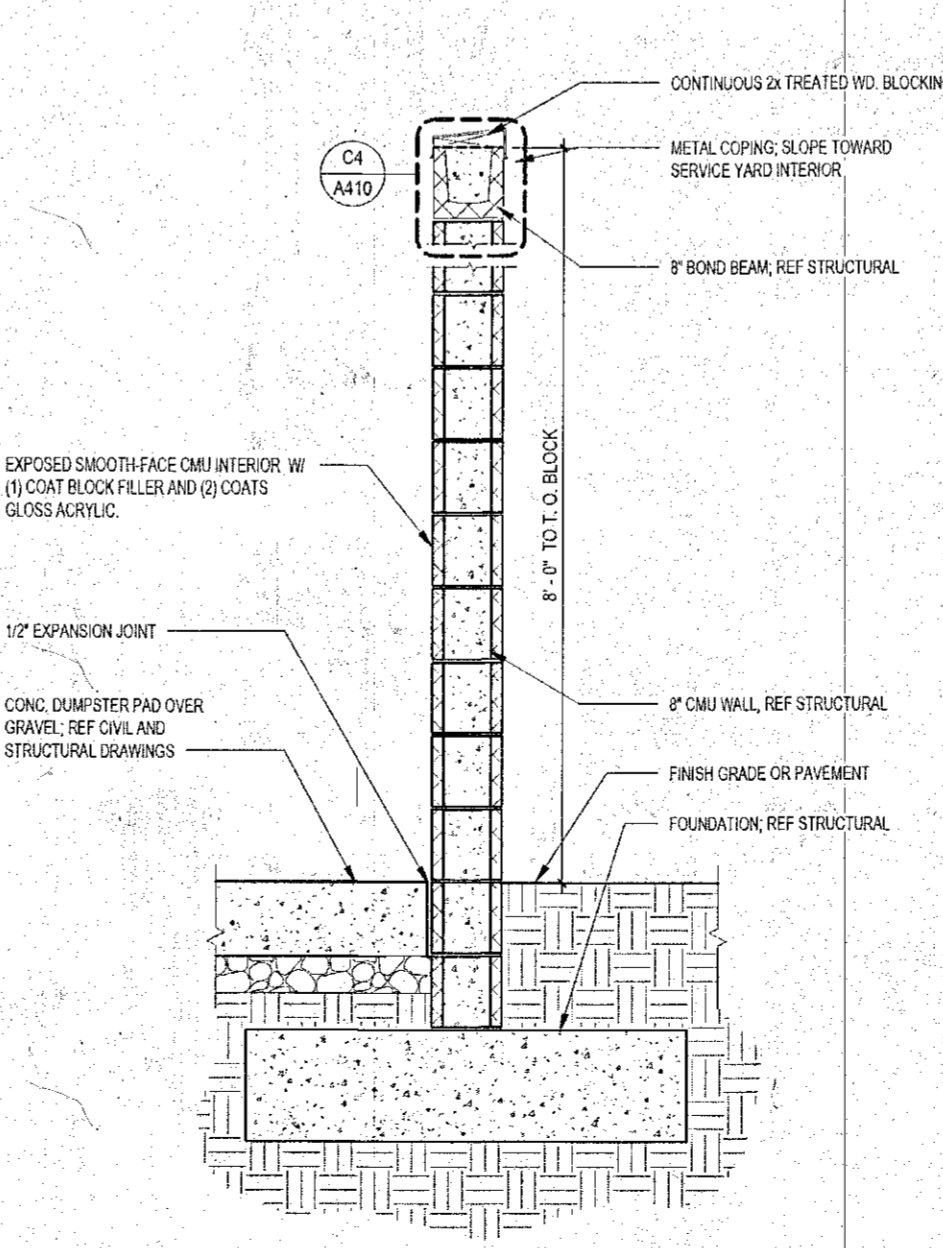 CONTINUOUS 2x TREATED WD. BLOCKIN
C4
A410
METAL COPING; SLOPE TOWARD
SERVICE YARD INTERIOR
8" BOND BEAM; REF STRUCTURAL
EXPOSED SMOOTH-FACE CMU INTERIOR W/
(1) COAT BLOCK FILLER AND (2) COATS
GLOSS ACRYLIC.
8' - 0" TO T. O. BLOCK
1/2" EXPANSION JOINT
CONC. DUMPSTER PAD OVER
GRAVEL; REF CIVIL AND
STRUCTURAL DRAWINGS
8" CMU WALL, REF STRUCTURAL
FINISH GRADE OR PAVEMENT
FOUNDATION; REF STRUCTURAL